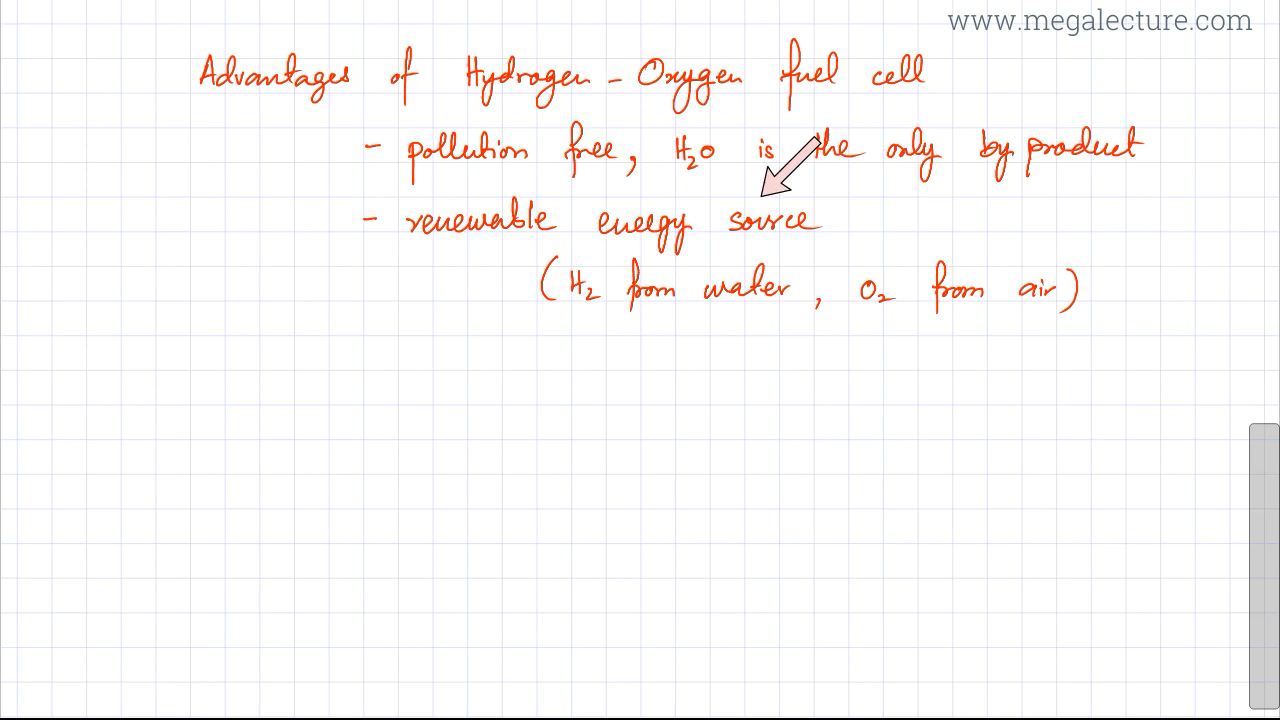 www.megalecture.com
Advantages of Hydrogen - Oxygen fuel cell
- pollution free, H₂O is the only by product
- renewable energy source
(H₂ from water, O₂ from air)